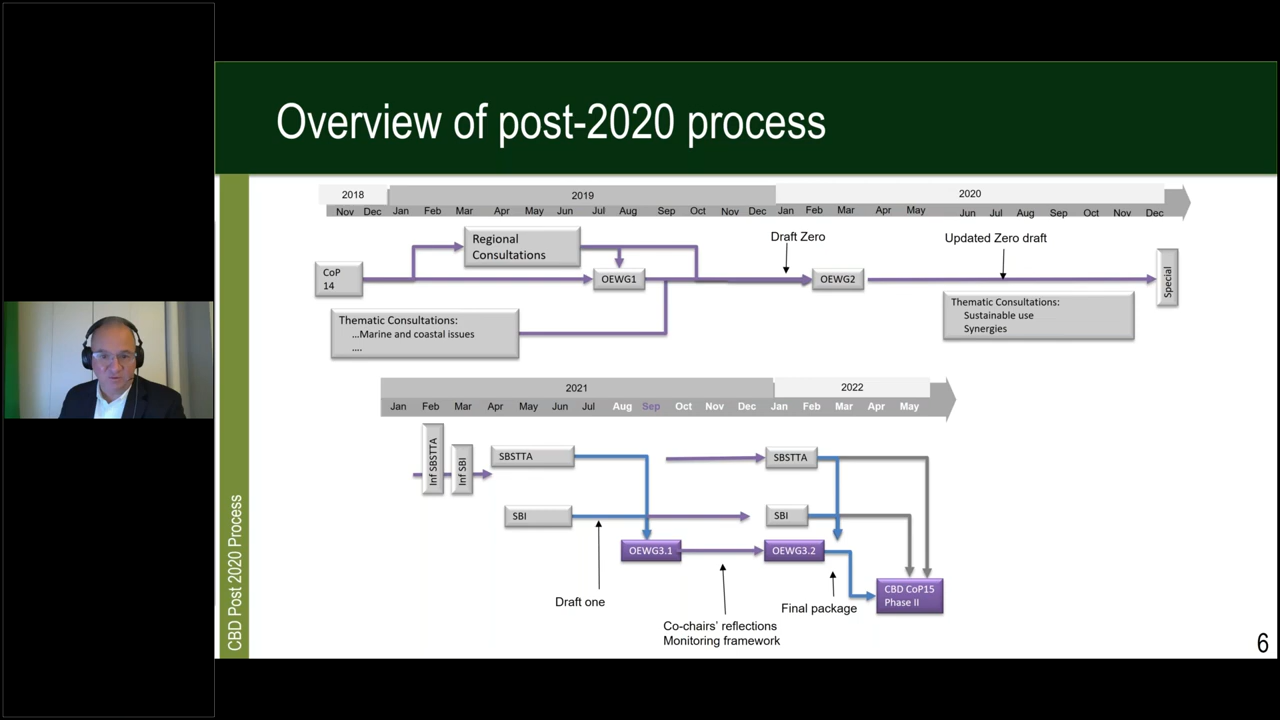 Overview of post-2020 process
2018 2019 2020
Nov Dec Jan Feb Mar Apr May Jun Jul Aug Sep Oct Nov Dec Jan Feb Mar Apr May Jun Jul Aug Sep Oct Nov Dec
Regional
Consultations
Draft Zero
Updated Zero draft
CoP
14
OEWG1
OEWG2
Special
Thematic Consultations:
...Marine and coastal issues
....
Thematic Consultations:
Sustainable use
Synergies
2021 2022
Jan Feb Mar Apr May Jun Jul Aug Sep Oct Nov Dec Jan Feb Mar Apr May
Inf SBSTTA
Inf SBI
SBSTTA
SBSTTA
SBI
SBI
OEWG3.1
OEWG3.2
CBD CoP15
Phase II
Draft one
Co-chairs' reflections
Monitoring framework
Final package
CBD Post 2020 Process
6